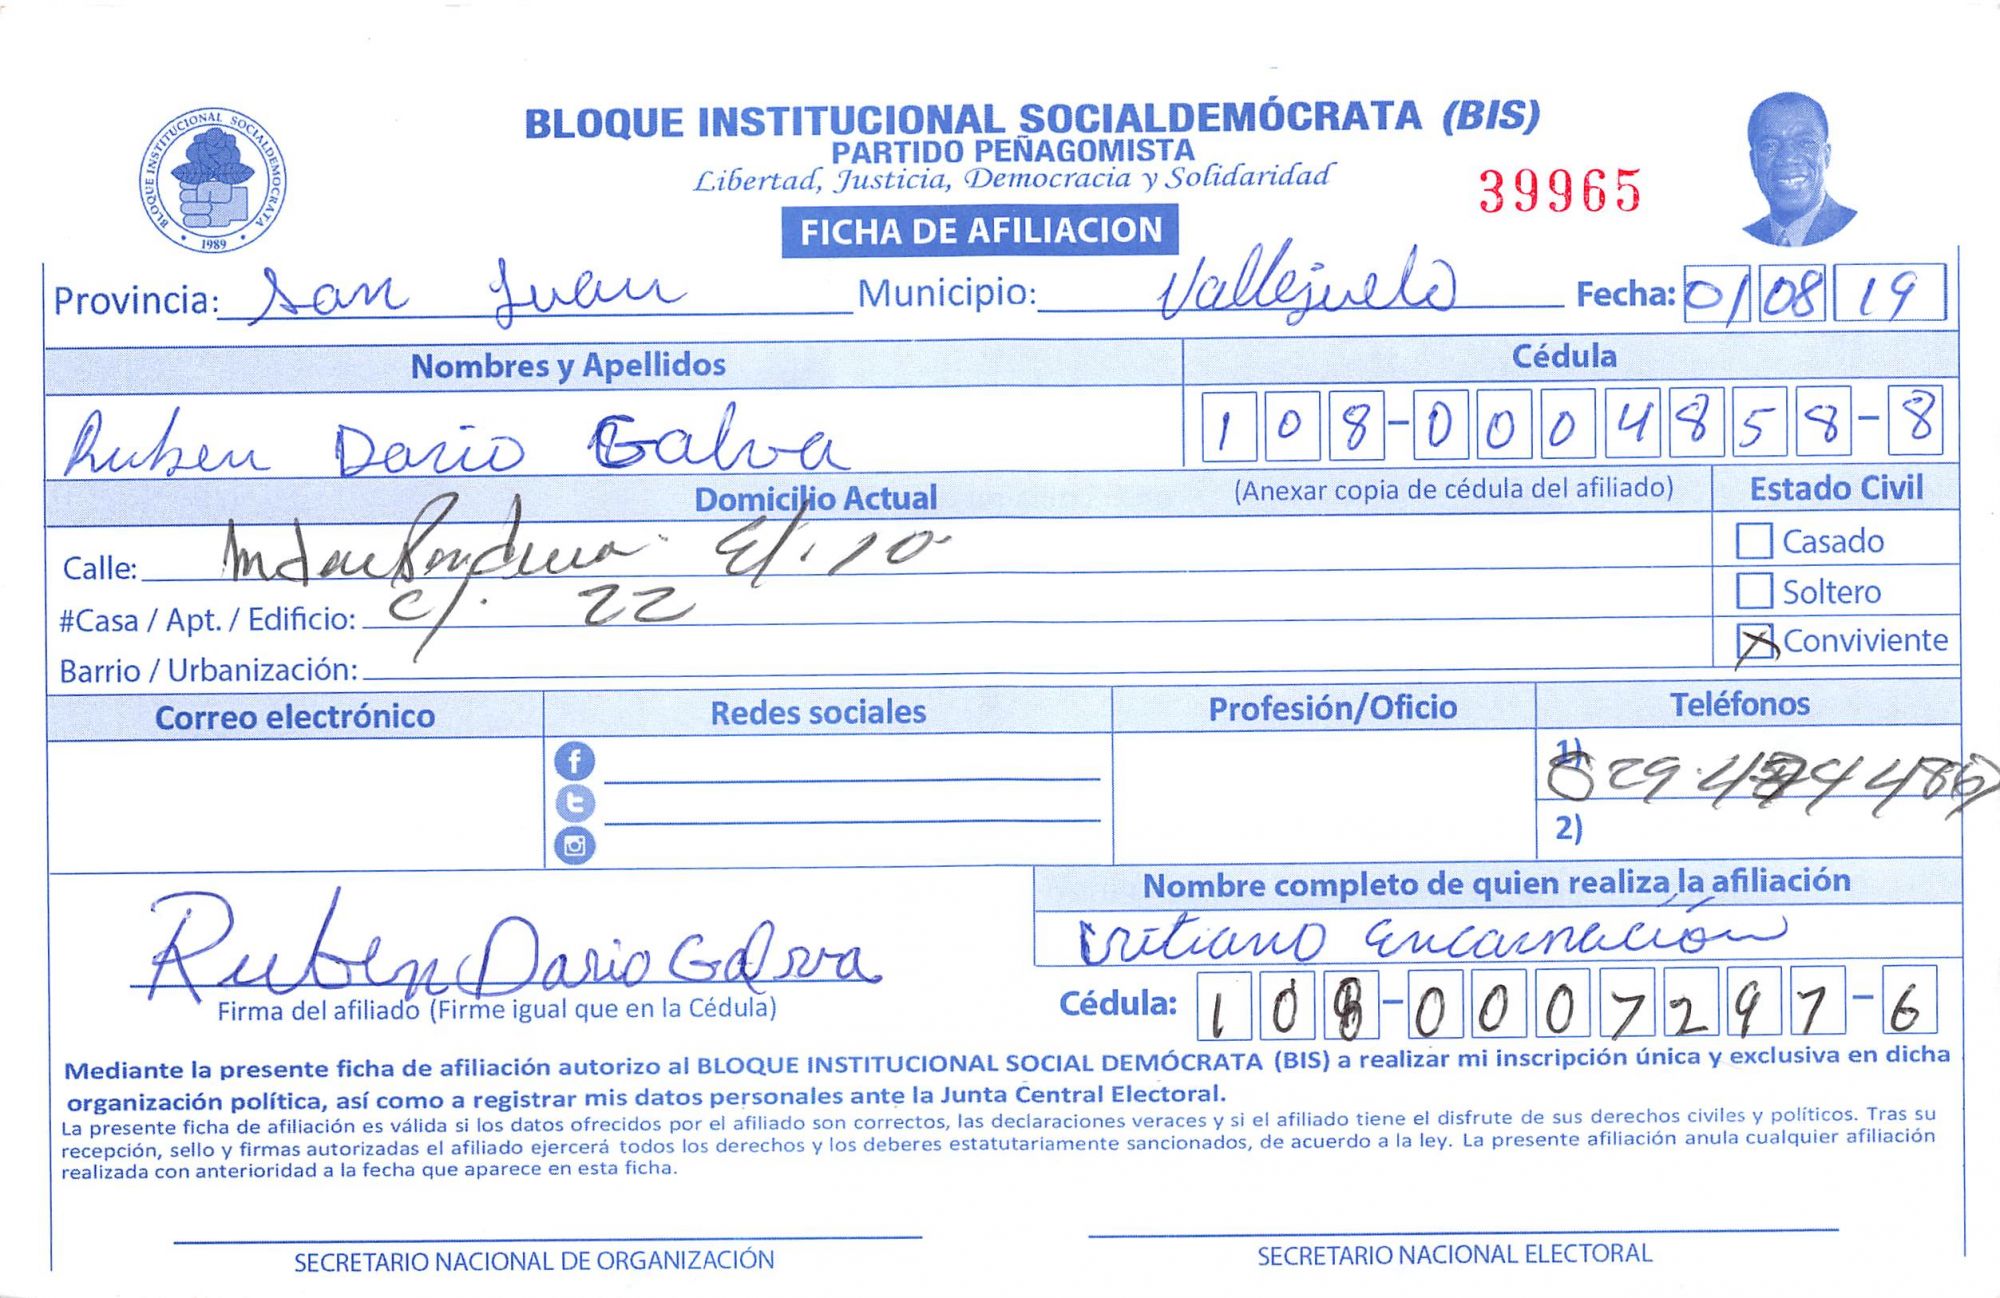 BLOQUE INSTITUCIONAL SOCIALDEMOCRATA
1989
BLOQUE INSTITUCIONAL SOCIALDEMÓCRATA (BIS)
PARTIDO PEÑAGOMISTA
Libertad, Justicia, Democracia y Solidaridad
39965
FICHA DE AFILIACION
Provincia: San Juan Municipio: Vallejuelo Fecha: 01/08/19
Nombres y Apellidos Cédula
Ruben Dario Galva 108-0004858-8
Domicilio Actual (Anexar copia de cédula del afiliado) Estado Civil
Calle: 10
Casado
#Casa / Apt. / Edificio: c/. 22
Soltero
Barrio / Urbanización:
X Conviviente
Correo electrónico Redes sociales Profesión/Oficio Teléfonos
1) 829
2)
Nombre completo de quien realiza la afiliación
Critiano Encarnación
Ruben Dario Galva
Firma del afiliado (Firme igual que en la Cédula)
Cédula: 108-0007297-6
Mediante la presente ficha de afiliación autorizo al BLOQUE INSTITUCIONAL SOCIAL DEMÓCRATA (BIS) a realizar mi inscripción única y exclusiva en dicha
organización política, así como a registrar mis datos personales ante la Junta Central Electoral.
La presente ficha de afiliación es válida si los datos ofrecidos por el afiliado son correctos, las declaraciones veraces y si el afiliado tiene el disfrute de sus derechos civiles y políticos. Tras su
recepción, sello y firmas autorizadas el afiliado ejercerá todos los derechos y los deberes estatutariamente sancionados, de acuerdo a la ley. La presente afiliación anula cualquier afiliación
realizada con anterioridad a la fecha que aparece en esta ficha.
SECRETARIO NACIONAL DE ORGANIZACIÓN SECRETARIO NACIONAL ELECTORAL